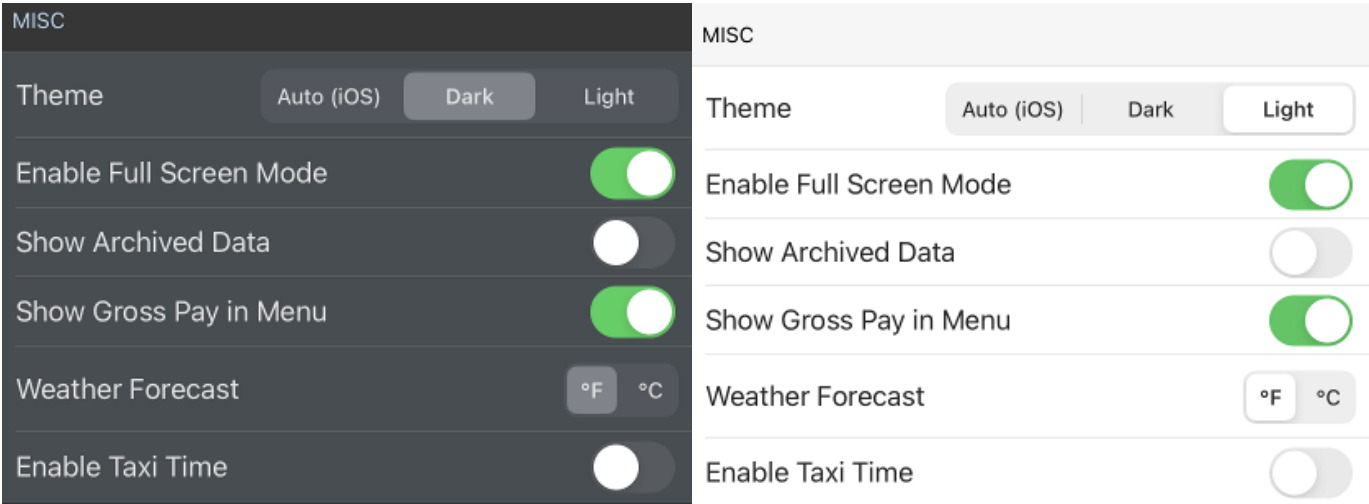 MISC
Theme Auto (iOS) Dark Light
Enable Full Screen Mode
Show Archived Data
Show Gross Pay in Menu
Weather Forecast °F °C
Enable Taxi Time
MISC
Theme Auto (iOS) Dark Light
Enable Full Screen Mode
Show Archived Data
Show Gross Pay in Menu
Weather Forecast °F °C
Enable Taxi Time